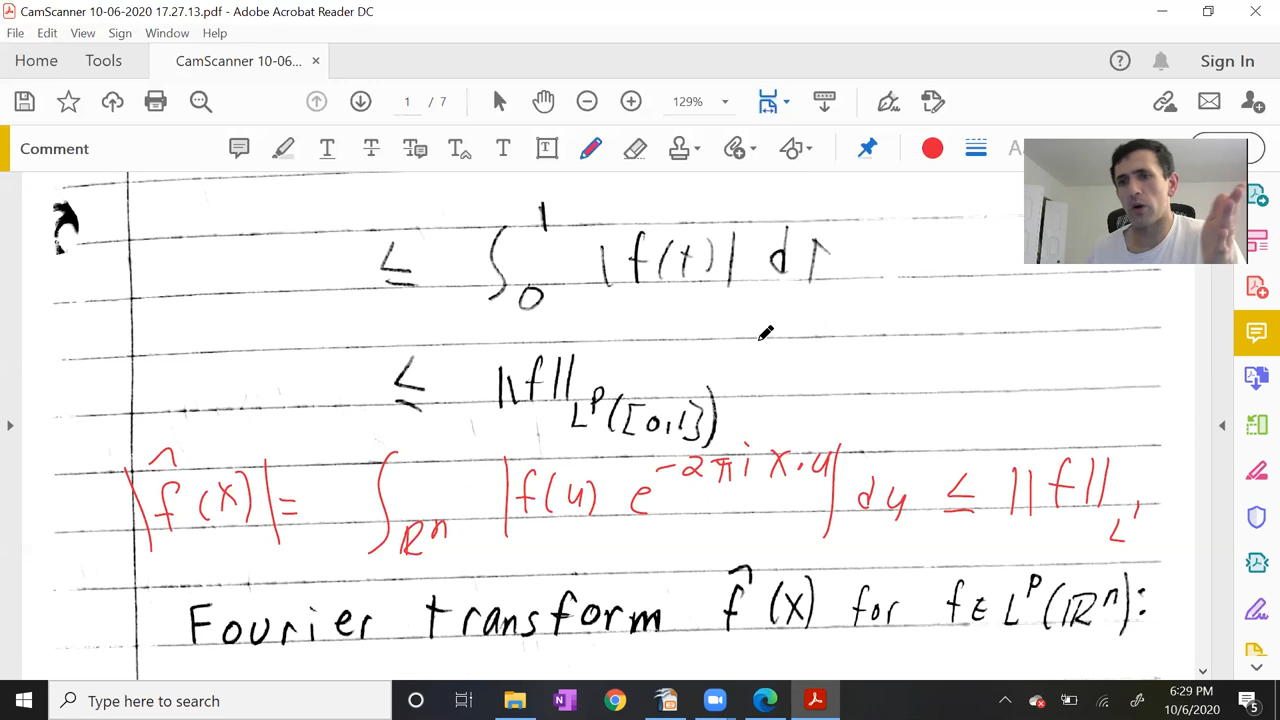 CamScanner 10-06-2020 17.27.13.pdf - Adobe Acrobat Reader DC
File Edit View Sign Window Help
Home Tools CamScanner 10-06... × Sign In
1 / 7 129%
Comment
≤ ∫₀¹ |f(t)| dt
≤ ||f||_{L^p([0,1])}
|f̂(x)| = ∫_{ℝⁿ} |f(y) e^{-2πi x·y}| dy ≤ ||f||_{L¹}
Fourier transform f̂(x) for f∈L^p(ℝⁿ):
Type here to search
6:29 PM
10/6/2020
5